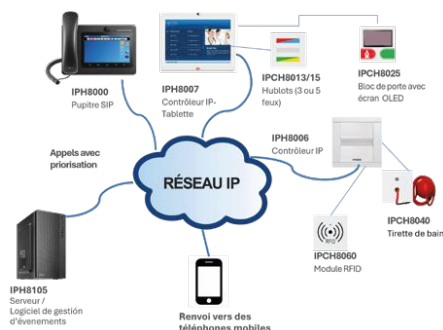 IPH8000
Pupitre SIP
IPH8007
Contrôleur IP-
Tablette
IPCH8013/15
Hublots (3 ou 5
feux)
IPCH8025
Bloc de porte avec
écran OLED
IPH8006
Contrôleur IP
Appels avec
priorisation
RÉSEAU IP
IPCH8040
Tirette de bain
RFID
IPCH8060
Module RFID
IPH8105
Serveur /
Logiciel de gestion
d'évenements
Renvoi vers des
téléphones mobiles